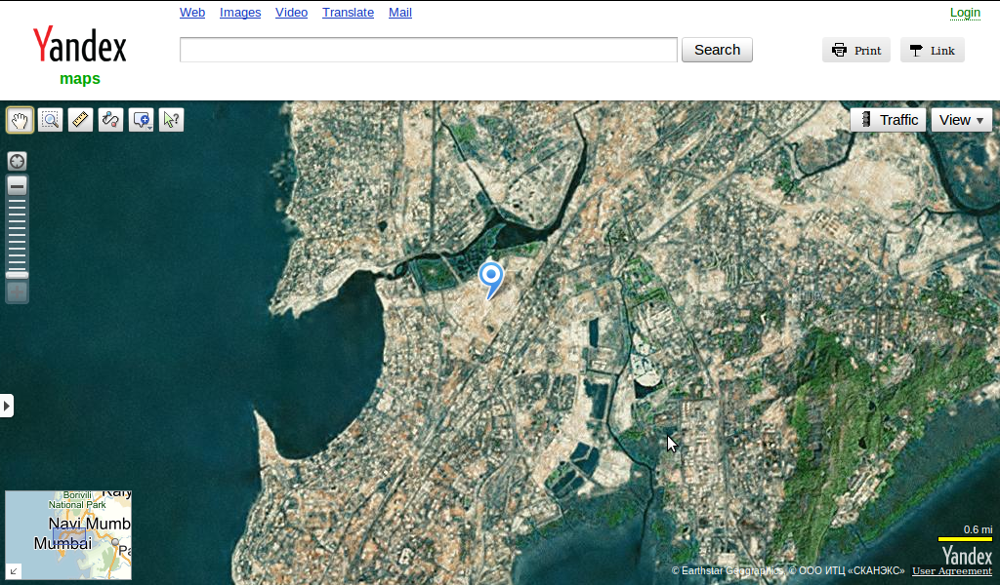 Web Images Video Translate Mail Login
Yandex
maps
Search
Print
Link
Traffic
View
Borivili
National Park
Navi Mumb
Mumbai
0.6 mi
Yandex
© Earthstar Geographics, © ООО ИТЦ «СКАНЭКС» User Agreement